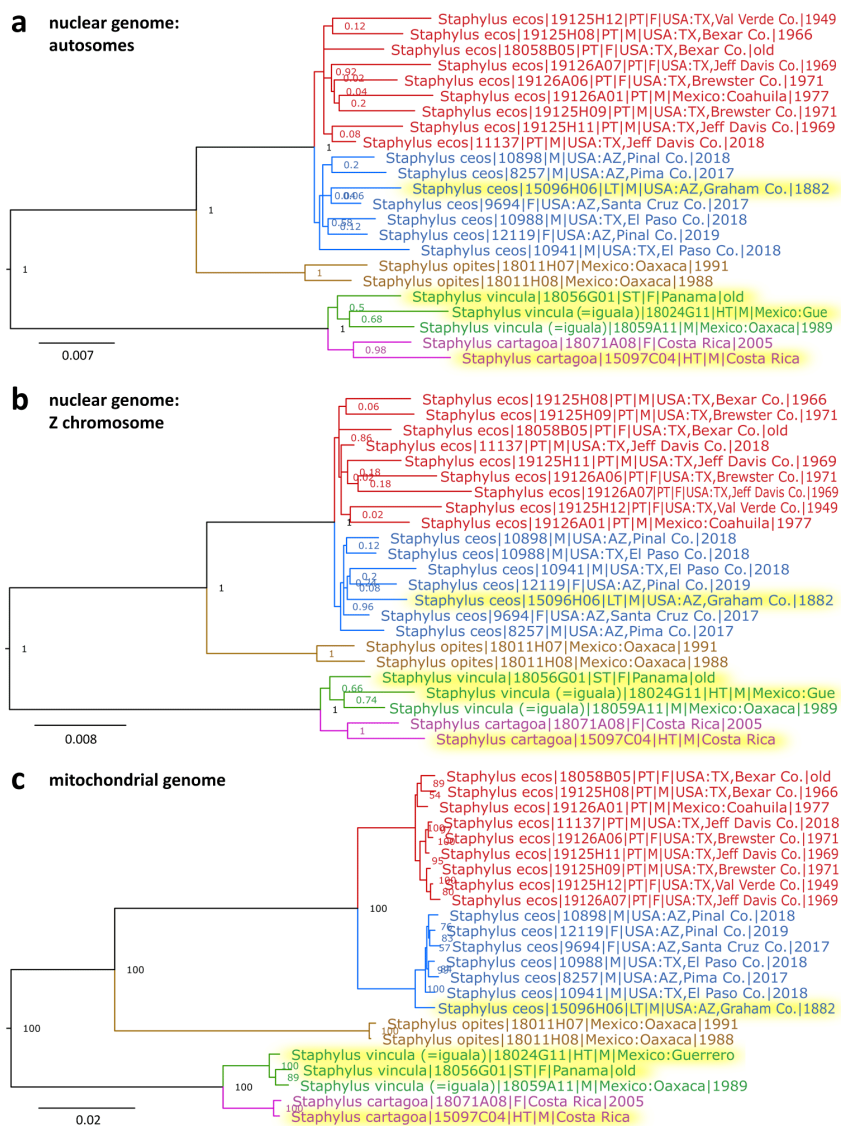 a nuclear genome:
autosomes
Staphylus ecos|19125H12|PT|F|USA:TX,Val Verde Co.|1949
0.12
Staphylus ecos|19125H08|PT|M|USA:TX,Bexar Co.|1966
Staphylus ecos|18058B05|PT|F|USA:TX,Bexar Co.|old
Staphylus ecos|19126A07|PT|F|USA:TX,Jeff Davis Co.|1969
0.92
0.02
Staphylus ecos|19126A06|PT|F|USA:TX,Brewster Co.|1971
0.04
Staphylus ecos|19126A01|PT|M|Mexico:Coahuila|1977
0.2
Staphylus ecos|19125H09|PT|M|USA:TX,Brewster Co.|1971
Staphylus ecos|19125H11|PT|M|USA:TX,Jeff Davis Co.|1969
0.08
Staphylus ecos|11137|PT|M|USA:TX,Jeff Davis Co.|2018
1
Staphylus ceos|10898|M|USA:AZ,Pinal Co.|2018
0.2
Staphylus ceos|8257|M|USA:AZ,Pima Co.|2017
Staphylus ceos|15096H06|LT|M|USA:AZ,Graham Co.|1882
0.04
0.06
Staphylus ceos|9694|F|USA:AZ,Santa Cruz Co.|2017
1
Staphylus ceos|10988|M|USA:TX,El Paso Co.|2018
0.58
0.12
Staphylus ceos|12119|F|USA:AZ,Pinal Co.|2019
Staphylus ceos|10941|M|USA:TX,El Paso Co.|2018
1
Staphylus opites|18011H07|Mexico:Oaxaca|1991
1
Staphylus opites|18011H08|Mexico:Oaxaca|1988
Staphylus vincula|18056G01|ST|F|Panama|old
0.5
Staphylus vincula (=iguala)|18024G11|HT|M|Mexico:Gue
0.68
1
Staphylus vincula (=iguala)|18059A11|M|Mexico:Oaxaca|1989
Staphylus cartagoa|18071A08|F|Costa Rica|2005
0.98
Staphylus cartagoa|15097C04|HT|M|Costa Rica
0.007
b nuclear genome:
Z chromosome
Staphylus ecos|19125H08|PT|M|USA:TX,Bexar Co.|1966
0.06
Staphylus ecos|19125H09|PT|M|USA:TX,Brewster Co.|1971
Staphylus ecos|18058B05|PT|F|USA:TX,Bexar Co.|old
0.86
Staphylus ecos|11137|PT|M|USA:TX,Jeff Davis Co.|2018
Staphylus ecos|19125H11|PT|M|USA:TX,Jeff Davis Co.|1969
0.18
0.02
Staphylus ecos|19126A06|PT|F|USA:TX,Brewster Co.|1971
0.18
Staphylus ecos|19126A07|PT|F|USA:TX,Jeff Davis Co.|1969
Staphylus ecos|19125H12|PT|F|USA:TX,Val Verde Co.|1949
0.02
1
Staphylus ecos|19126A01|PT|M|Mexico:Coahuila|1977
Staphylus ceos|10898|M|USA:AZ,Pinal Co.|2018
0.12
Staphylus ceos|10988|M|USA:TX,El Paso Co.|2018
1
Staphylus ceos|10941|M|USA:TX,El Paso Co.|2018
0.2
Staphylus ceos|12119|F|USA:AZ,Pinal Co.|2019
0.08
Staphylus ceos|15096H06|LT|M|USA:AZ,Graham Co.|1882
0.96
Staphylus ceos|9694|F|USA:AZ,Santa Cruz Co.|2017
Staphylus ceos|8257|M|USA:AZ,Pima Co.|2017
1
Staphylus opites|18011H07|Mexico:Oaxaca|1991
1
Staphylus opites|18011H08|Mexico:Oaxaca|1988
Staphylus vincula|18056G01|ST|F|Panama|old
0.66
Staphylus vincula (=iguala)|18024G11|HT|M|Mexico:Gue
0.74
1
Staphylus vincula (=iguala)|18059A11|M|Mexico:Oaxaca|1989
Staphylus cartagoa|18071A08|F|Costa Rica|2005
1
Staphylus cartagoa|15097C04|HT|M|Costa Rica
0.008
c mitochondrial genome
Staphylus ecos|18058B05|PT|F|USA:TX,Bexar Co.|old
89
Staphylus ecos|19125H08|PT|M|USA:TX,Bexar Co.|1966
54
Staphylus ecos|19126A01|PT|M|Mexico:Coahuila|1977
Staphylus ecos|11137|PT|M|USA:TX,Jeff Davis Co.|2018
100
Staphylus ecos|19126A06|PT|F|USA:TX,Brewster Co.|1971
100
Staphylus ecos|19125H11|PT|M|USA:TX,Jeff Davis Co.|1969
95
Staphylus ecos|19125H09|PT|M|USA:TX,Brewster Co.|1971
100
Staphylus ecos|19125H12|PT|F|USA:TX,Val Verde Co.|1949
80
Staphylus ecos|19126A07|PT|F|USA:TX,Jeff Davis Co.|1969
100
Staphylus ceos|10898|M|USA:AZ,Pinal Co.|2018
76
Staphylus ceos|12119|F|USA:AZ,Pinal Co.|2019
83
57
Staphylus ceos|9694|F|USA:AZ,Santa Cruz Co.|2017
Staphylus ceos|10988|M|USA:TX,El Paso Co.|2018
100
Staphylus ceos|8257|M|USA:AZ,Pima Co.|2017
100
Staphylus ceos|10941|M|USA:TX,El Paso Co.|2018
Staphylus ceos|15096H06|LT|M|USA:AZ,Graham Co.|1882
Staphylus opites|18011H07|Mexico:Oaxaca|1991
100
100
Staphylus opites|18011H08|Mexico:Oaxaca|1988
Staphylus vincula (=iguala)|18024G11|HT|M|Mexico:Guerrero
100
Staphylus vincula|18056G01|ST|F|Panama|old
89
100
Staphylus vincula (=iguala)|18059A11|M|Mexico:Oaxaca|1989
Staphylus cartagoa|18071A08|F|Costa Rica|2005
100
Staphylus cartagoa|15097C04|HT|M|Costa Rica
0.02